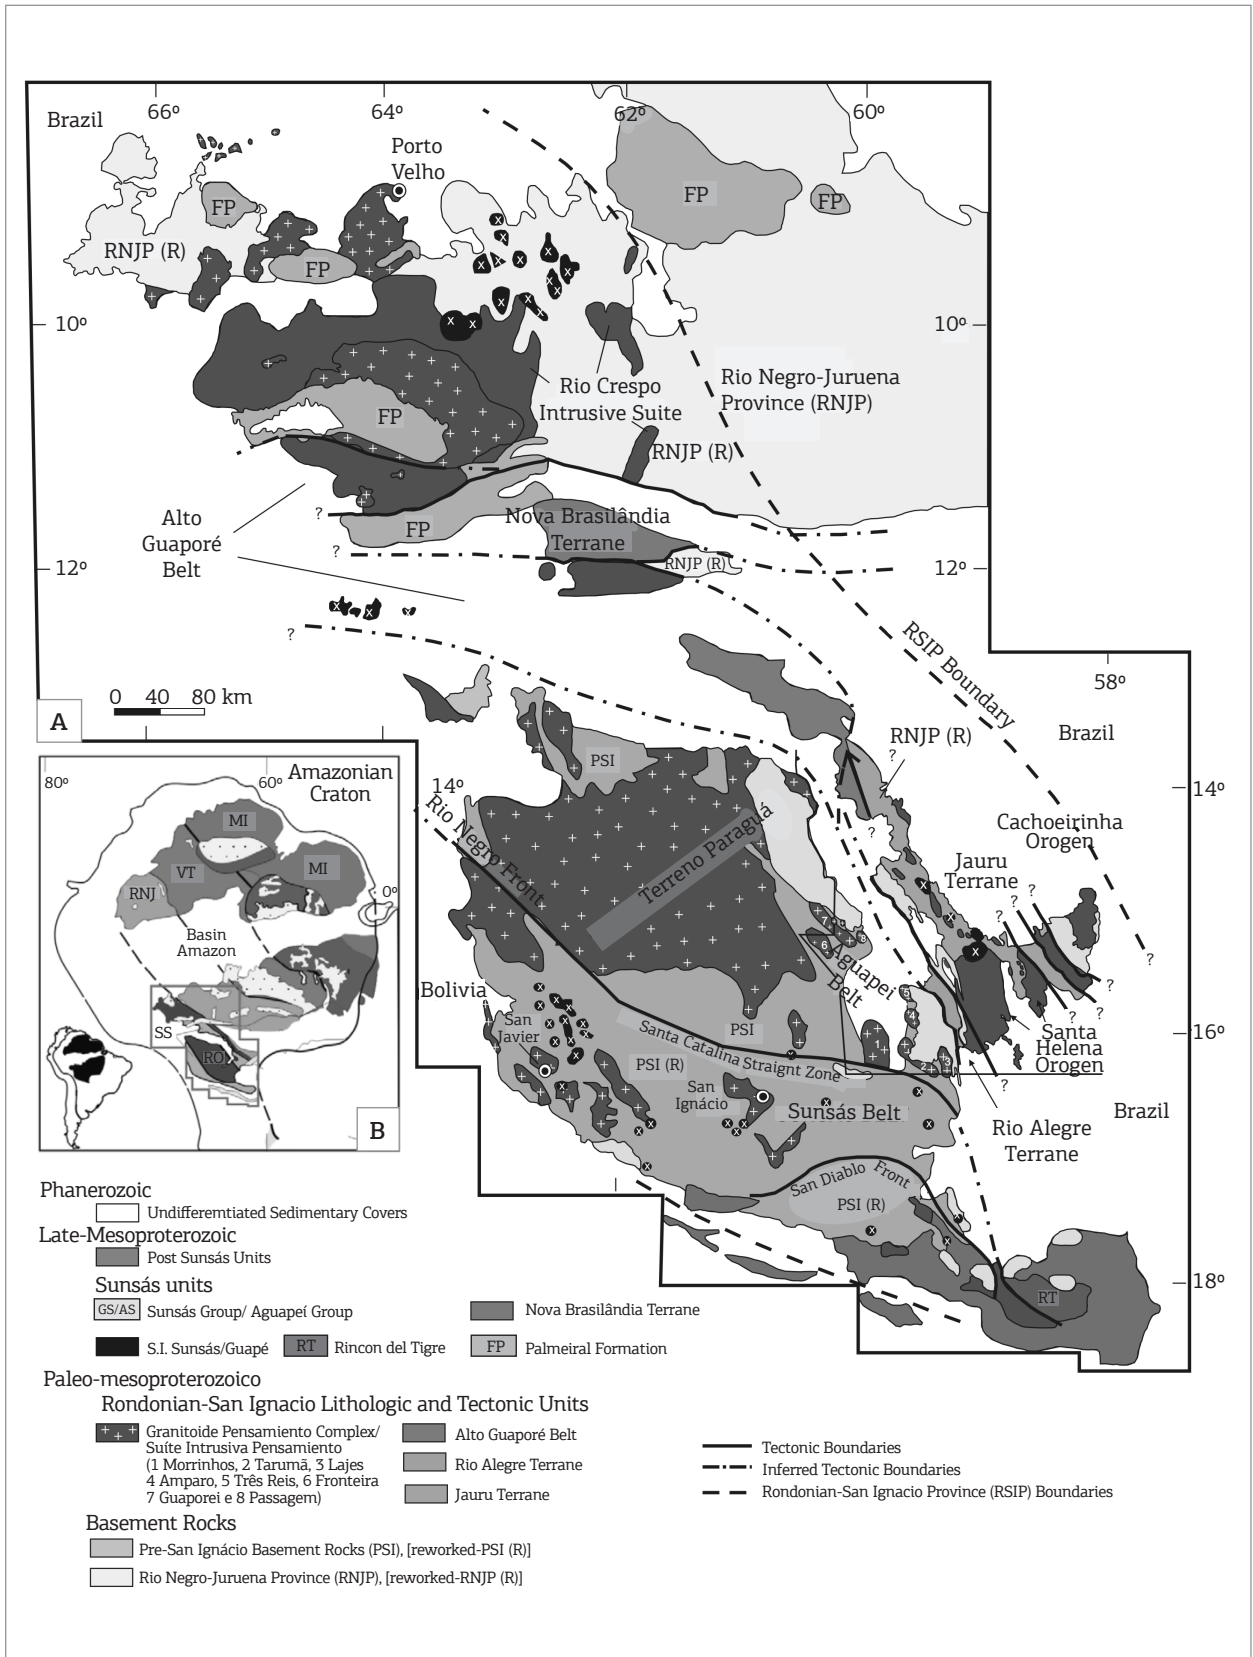 66º
64º
62º
60º
Brazil
Porto
Velho
FP
FP
FP
RNJP (R)
FP
10º
10º
Rio Negro-Juruena
Province (RNJP)
Rio Crespo
Intrusive Suite
FP
RNJP (R)
Alto
Guaporé
Belt
?
FP
Nova Brasilândia
Terrane
?
RNJP (R)
12º
12º
?
RSIP Boundary
58º
0 40 80 km
A
Brazil
RNJP (R)
?
PSI
14º
14º
Rio Negro Front
Terreno Paraguá
?
Cachoeirinha
Orogen
Jauru
Terrane
?
?
?
?
80º
60º
Amazonian
Craton
MI
VT
MI
RNJ
0º
Basin
Amazon
SS
RO
B
7
8
6
Aguapei
Belt
5
4
1
2
3
?
?
?
Bolivia
San
Javier
PSI
Santa Catalina Straignt Zone
PSI (R)
San
Ignácio
Sunsás Belt
16º
Santa
Helena
Orogen
?
Rio Alegre
Terrane
Brazil
San Diablo Front
PSI (R)
18º
RT
Phanerozoic
Undifferntiated Sedimentary Covers
Late-Mesoproterozoic
Post Sunsás Units
Sunsás units
GS/AS Sunsás Group/ Aguapeí Group
Nova Brasilândia Terrane
S.I. Sunsás/Guapé
RT Rincon del Tigre
FP Palmeiral Formation
Paleo-mesoproterozoico
Rondonian-San Ignacio Lithologic and Tectonic Units
Granitoide Pensamiento Complex/
Suíte Intrusiva Pensamiento
(1 Morrinhos, 2 Tarumã, 3 Lajes
4 Amparo, 5 Três Reis, 6 Fronteira
7 Guaporei e 8 Passagem)
Alto Guaporé Belt
Rio Alegre Terrane
Jauru Terrane
Tectonic Boundaries
Inferred Tectonic Boundaries
Rondonian-San Ignacio Province (RSIP) Boundaries
Basement Rocks
Pre-San Ignácio Basement Rocks (PSI), [reworked-PSI (R)]
Rio Negro-Juruena Province (RNJP), [reworked-RNJP (R)]